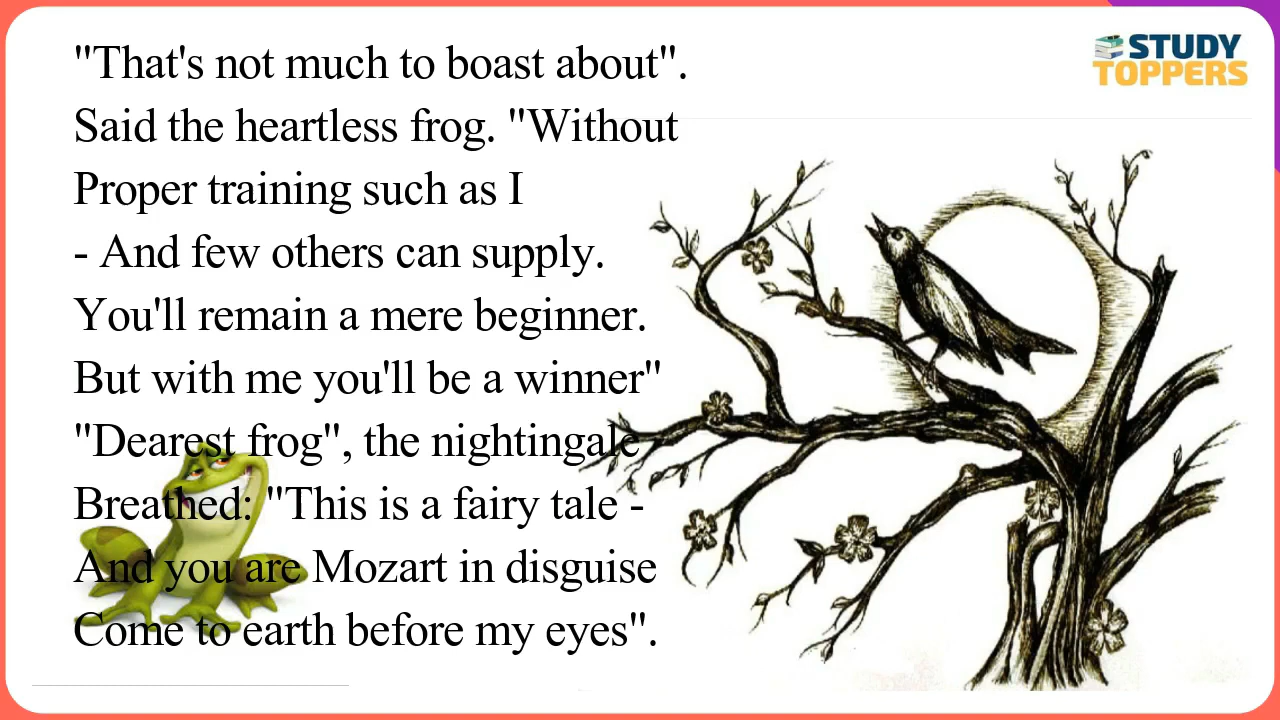 "That's not much to boast about".
Said the heartless frog. "Without
Proper training such as I
- And few others can supply.
You'll remain a mere beginner.
But with me you'll be a winner"
"Dearest frog", the nightingale
Breathed: "This is a fairy tale -
And you are Mozart in disguise
Come to earth before my eyes".
STUDY
TOPPERS